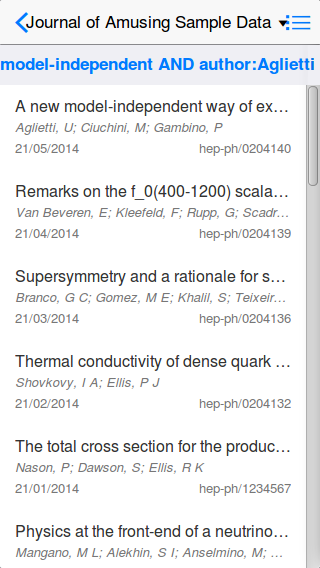 Journal of Amusing Sample Data
model-independent AND author:Aglietti
A new model-independent way of ex…
Aglietti, U; Ciuchini, M; Gambino, P
21/05/2014 hep-ph/0204140
Remarks on the f_0(400-1200) scala…
Van Beveren, E; Kleefeld, F; Rupp, G; Scadr…
21/04/2014 hep-ph/0204139
Supersymmetry and a rationale for s…
Branco, G C; Gomez, M E; Khalil, S; Teixeir…
21/03/2014 hep-ph/0204136
Thermal conductivity of dense quark …
Shovkovy, I A; Ellis, P J
21/02/2014 hep-ph/0204132
The total cross section for the produc…
Nason, P; Dawson, S; Ellis, R K
21/01/2014 hep-ph/1234567
Physics at the front-end of a neutrino…
Mangano, M L; Alekhin, S I; Anselmino, M; …